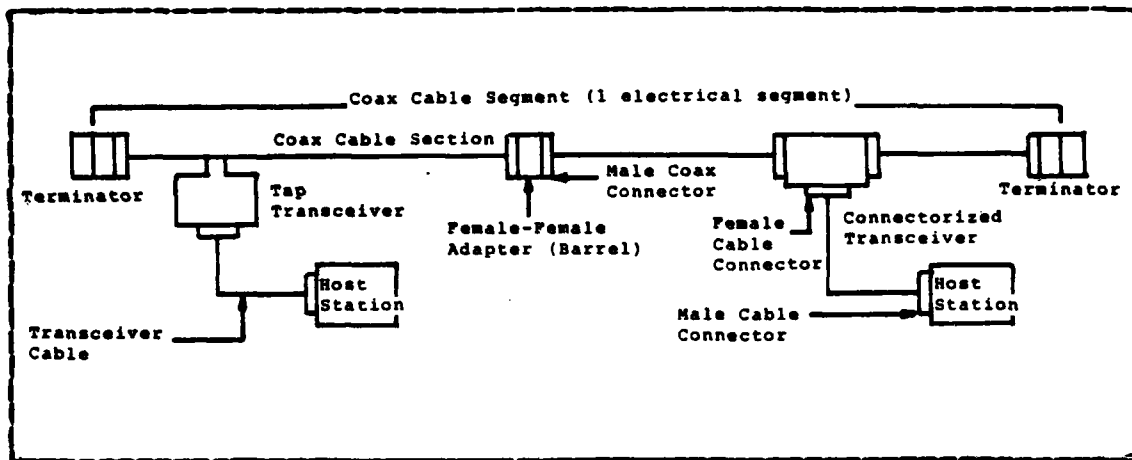 Coax Cable Segment (1 electrical segment)
Coax Cable Section
Terminator
Tap
Transceiver
Male Coax
Connector
Female-Female
Adapter (Barrel)
Female
Cable
Connector
Connectorized
Transceiver
Terminator
Host
Station
Transceiver
Cable
Host
Station
Male Cable
Connector